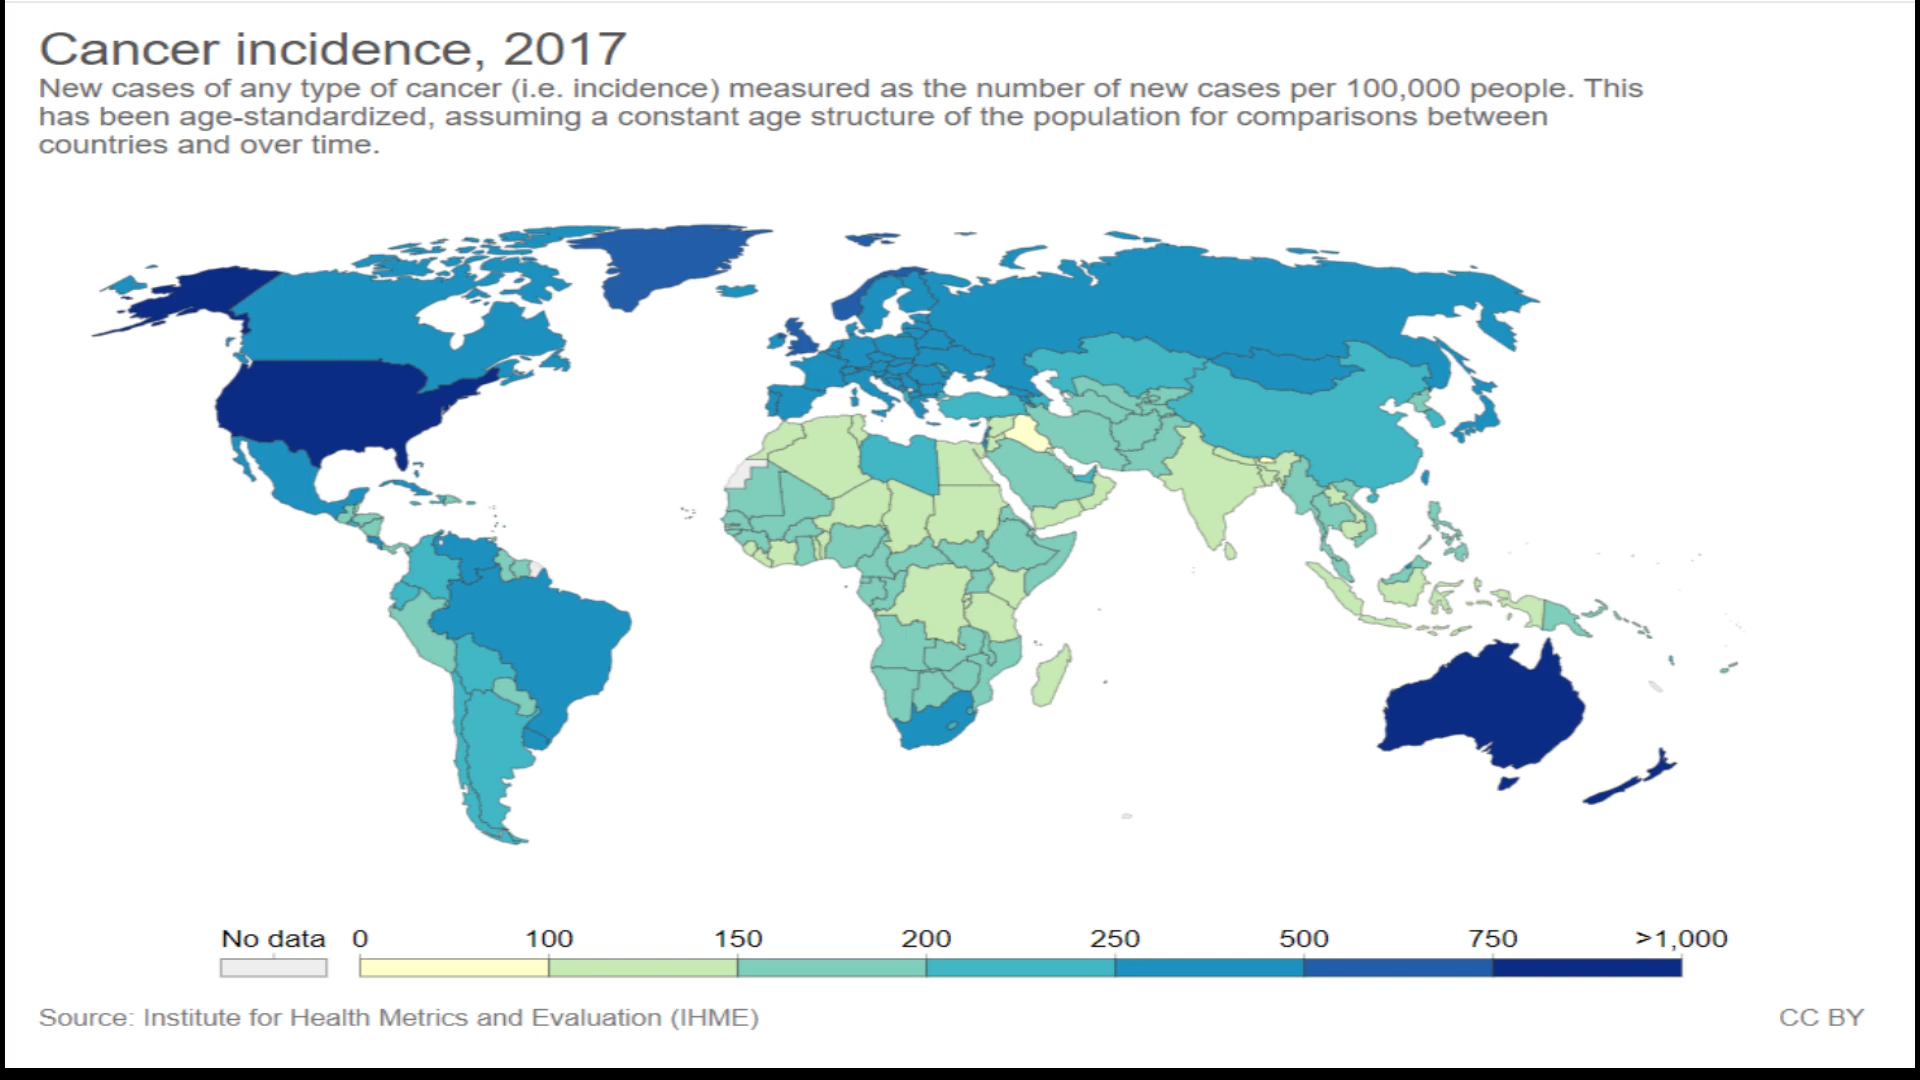 Cancer incidence, 2017
New cases of any type of cancer (i.e. incidence) measured as the number of new cases per 100,000 people. This
has been age-standardized, assuming a constant age structure of the population for comparisons between
countries and over time.
No data 0 100 150 200 250 500 750 >1,000
Source: Institute for Health Metrics and Evaluation (IHME) CC BY